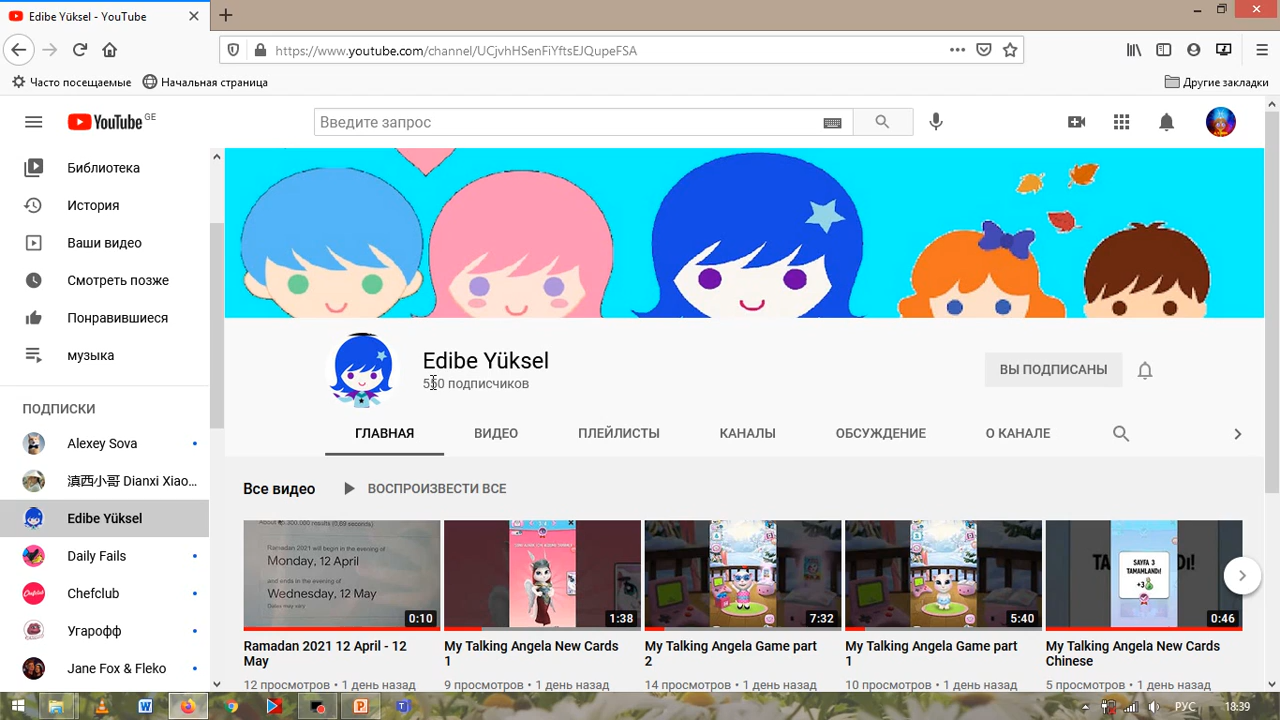 Edibe Yüksel - YouTube
https://www.youtube.com/channel/UCjvhHSenFiYftsEJQupeFSA
Часто посещаемые
Начальная страница
Другие закладки
YouTube GE
Введите запрос
Библиотека
История
Ваши видео
Смотреть позже
Понравившиеся
музыка
ПОДПИСКИ
Alexey Sova
滇西小哥 Dianxi Xiao...
Edibe Yüksel
Daily Fails
Chefclub
Угарофф
Jane Fox & Fleko
Edibe Yüksel
подписчиков
ВЫ ПОДПИСАНЫ
ГЛАВНАЯ
ВИДЕО
ПЛЕЙЛИСТЫ
КАНАЛЫ
ОБСУЖДЕНИЕ
О КАНАЛЕ
Все видео
ВОСПРОИЗВЕСТИ ВСЕ
Ramadan 2021 will begin in the evening of
Monday, 12 April
and ends in the evening of
Wednesday, 12 May
Dates may vary
0:10
1:38
7:32
5:40
SAYFA 3
TAMAMLANDI!
+3
0:46
Ramadan 2021 12 April - 12
May
12 просмотров • 1 день назад
My Talking Angela New Cards
1
9 просмотров • 1 день назад
My Talking Angela Game part
2
14 просмотров • 1 день назад
My Talking Angela Game part
1
10 просмотров • 1 день назад
My Talking Angela New Cards
Chinese
5 просмотров • 1 день назад
РУС
18:39